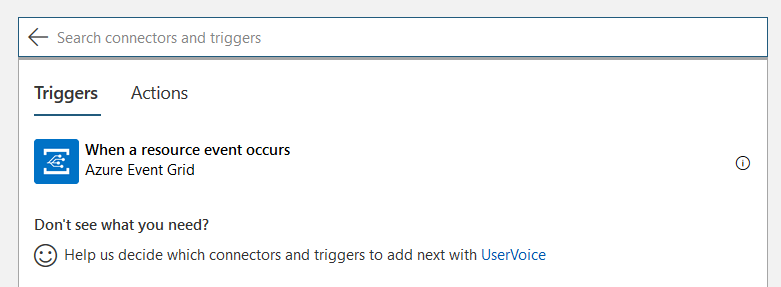 Search connectors and triggers
Triggers Actions
When a resource event occurs
Azure Event Grid
Don't see what you need?
Help us decide which connectors and triggers to add next with UserVoice